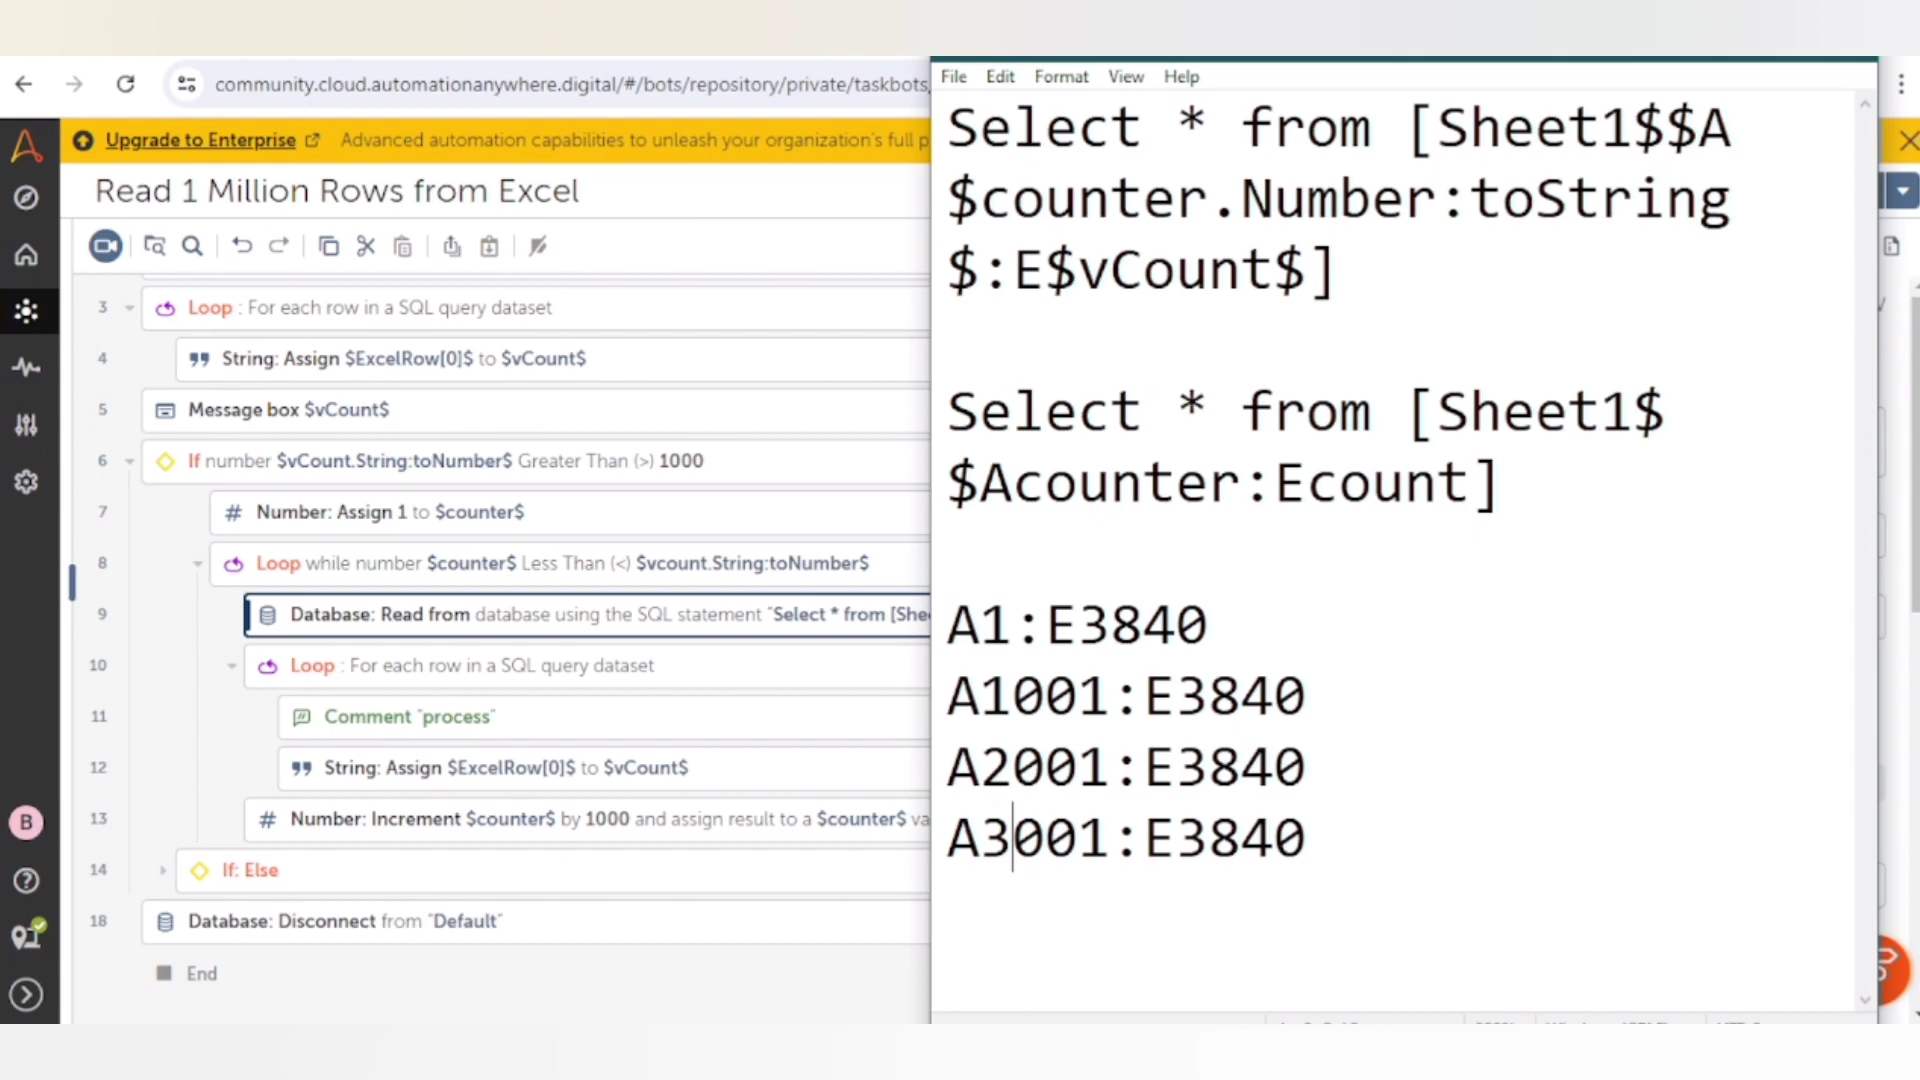 community.cloud.automationanywhere.digital/#/bots/repository/private/taskbots
Upgrade to Enterprise Advanced automation capabilities to unleash your organization's full p
Read 1 Million Rows from Excel
3 Loop : For each row in a SQL query dataset
4 String: Assign $ExcelRow[0]$ to $vCount$
5 Message box $vCount$
6 If number $vCount.String:toNumber$ Greater Than (>) 1000
7 # Number: Assign 1 to $counter$
8 Loop while number $counter$ Less Than (<) $vcount.String:toNumber$
9 Database: Read from database using the SQL statement "Select * from [She
10 Loop : For each row in a SQL query dataset
11 Comment "process"
12 String: Assign $ExcelRow[0]$ to $vCount$
13 # Number: Increment $counter$ by 1000 and assign result to a $counter$ va
14 If: Else
18 Database: Disconnect from "Default"
End
B
File Edit Format View Help
Select * from [Sheet1$$A
$counter.Number:toString
$:E$vCount$]
Select * from [Sheet1$
$Acounter:Ecount]
A1:E3840
A1001:E3840
A2001:E3840
A3001:E3840